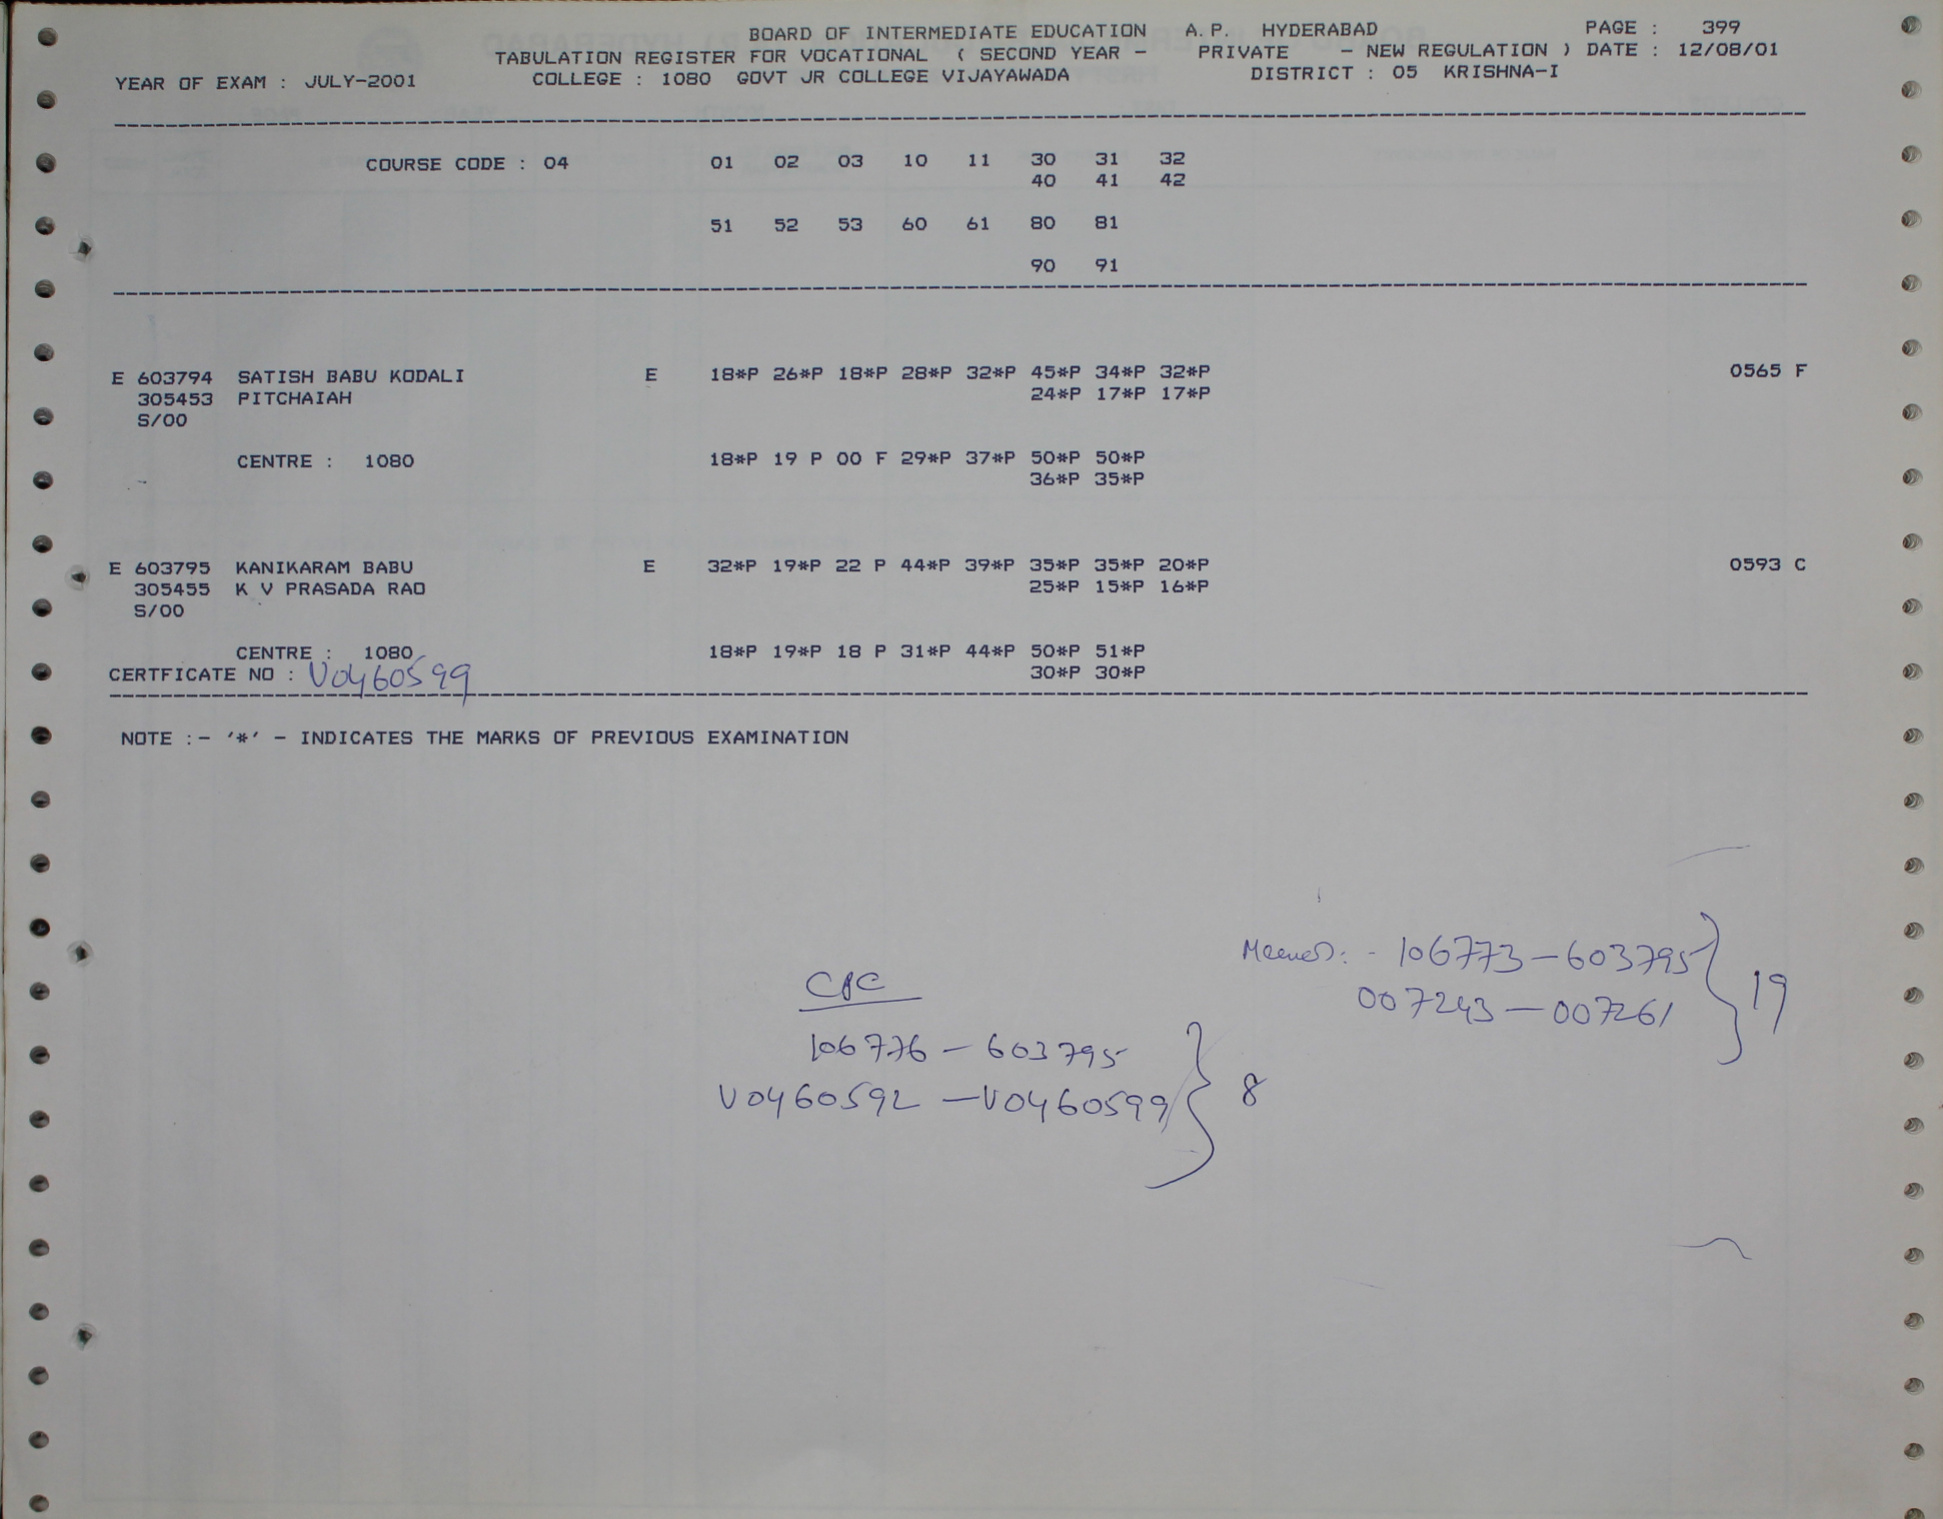 BOARD OF INTERMEDIATE EDUCATION A.P. HYDERABAD PAGE : 399
TABULATION REGISTER FOR VOCATIONAL ( SECOND YEAR - PRIVATE - NEW REGULATION ) DATE : 12/08/01
YEAR OF EXAM : JULY-2001 COLLEGE : 1080 GOVT JR COLLEGE VIJAYAWADA DISTRICT : 05 KRISHNA-I
COURSE CODE : 04 01 02 03 10 11 30 31 32
40 41 42
51 52 53 60 61 80 81
90 91
E 603794 SATISH BABU KODALI E 18*P 26*P 18*P 28*P 32*P 45*P 34*P 32*P 0565 F
305453 PITCHAIAH 24*P 17*P 17*P
S/00
CENTRE : 1080 18*P 19 P 00 F 29*P 37*P 50*P 50*P
36*P 35*P
E 603795 KANIKARAM BABU E 32*P 19*P 22 P 44*P 39*P 35*P 35*P 20*P 0593 C
305455 K V PRASADA RAO 25*P 15*P 16*P
S/00
CENTRE : 1080 18*P 19*P 18 P 31*P 44*P 50*P 51*P
CERTFICATE NO : V0460599 30*P 30*P
NOTE :- '*' - INDICATES THE MARKS OF PREVIOUS EXAMINATION
106773-603795
007243-007261 19
106776-603795
V0460592-V0460599 8